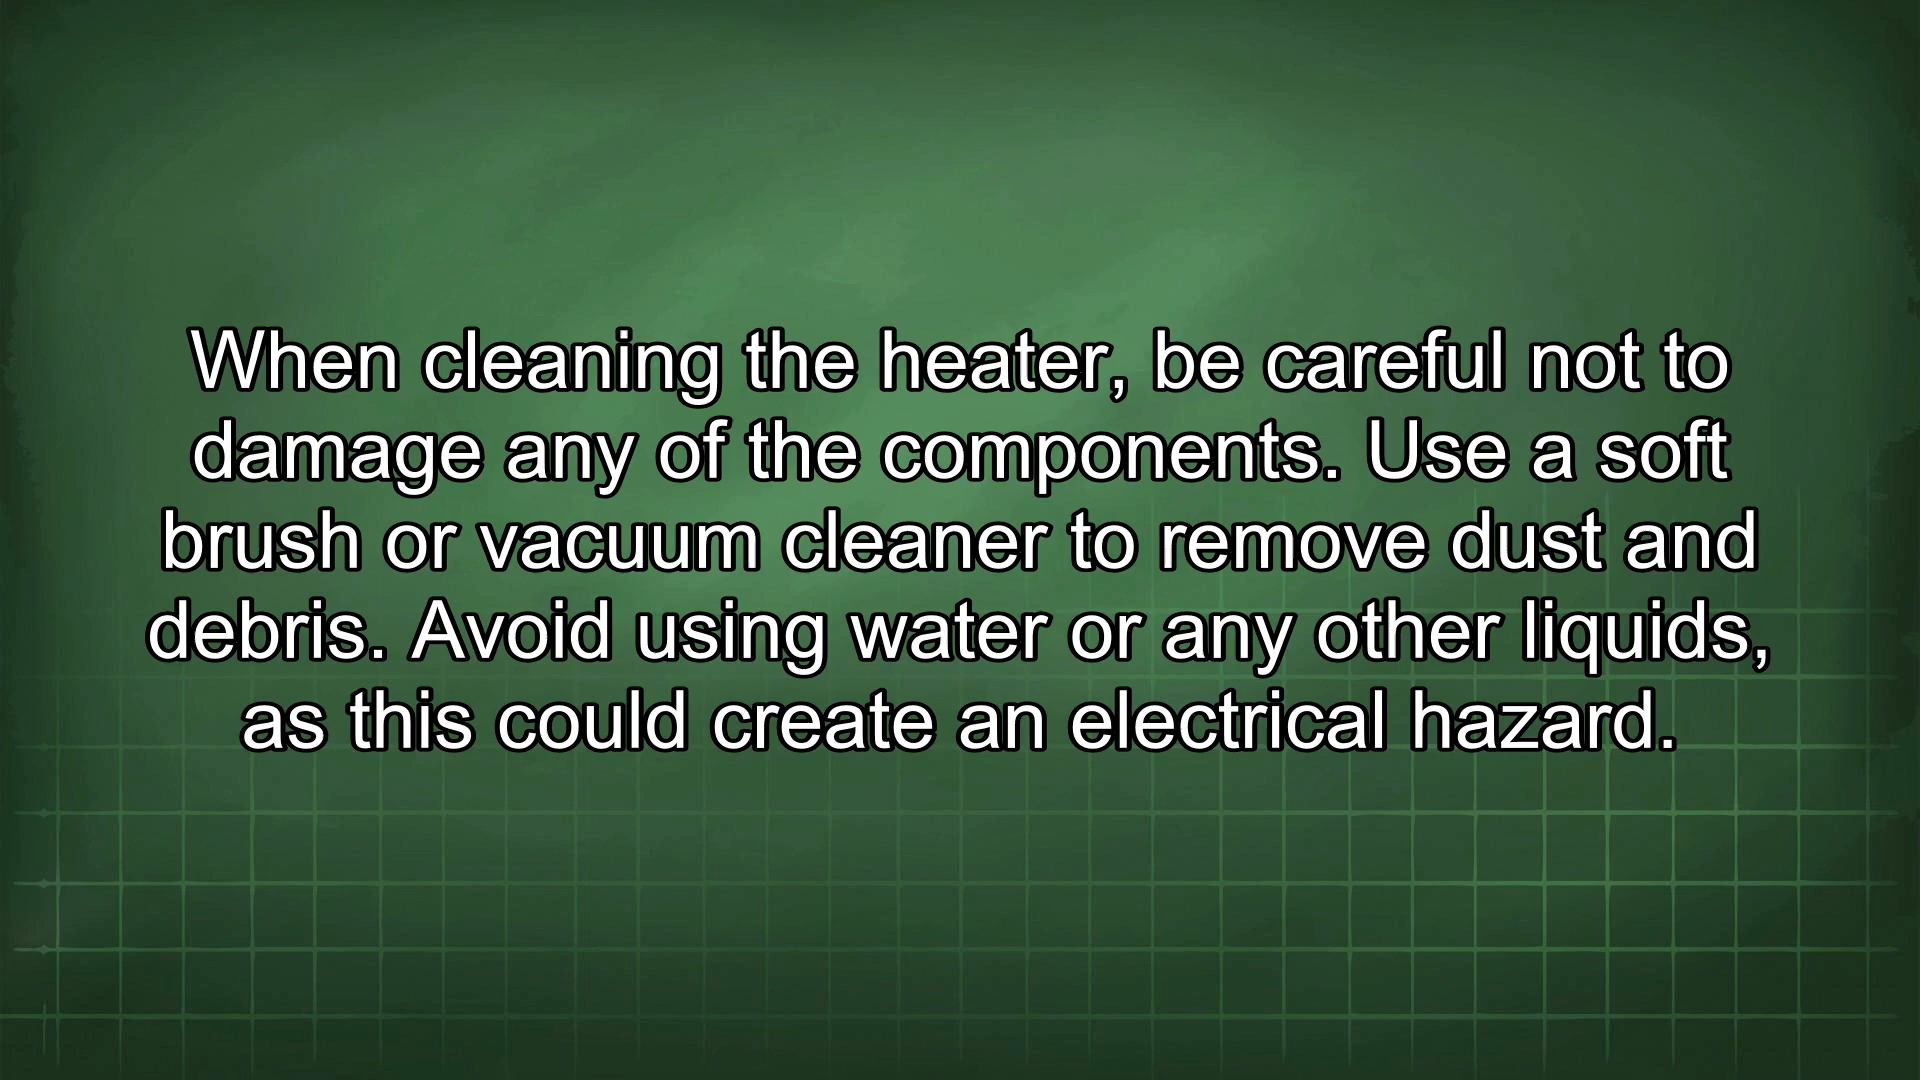 When cleaning the heater, be careful not to
damage any of the components. Use a soft
brush or vacuum cleaner to remove dust and
debris. Avoid using water or any other liquids,
as this could create an electrical hazard.